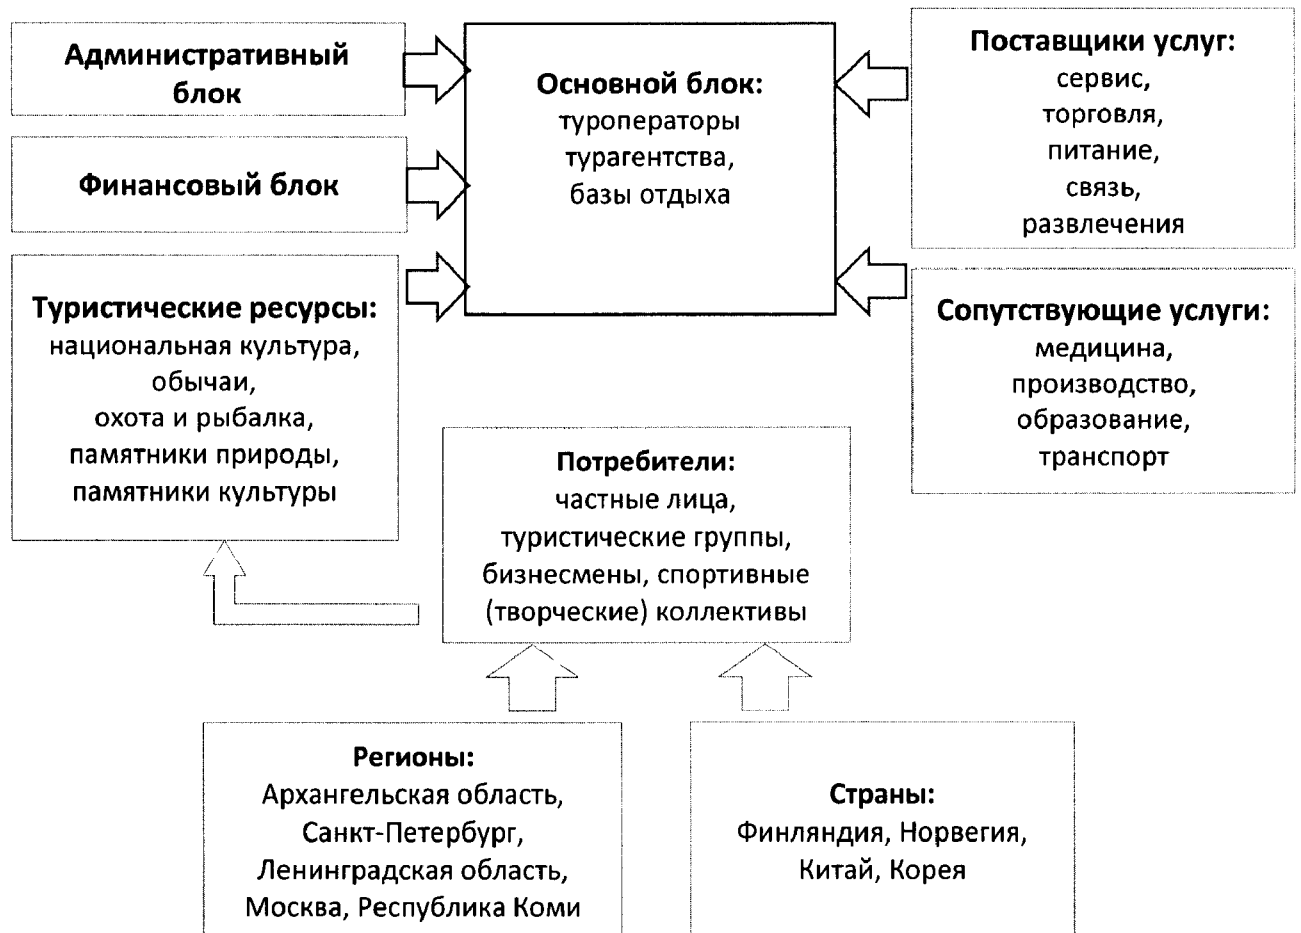 Административный
блок
Финансовый блок
Туристические ресурсы:
национальная культура,
обычаи,
охота и рыбалка,
памятники природы,
памятники культуры
Основной блок:
туроператоры
турагентства,
базы отдыха
Поставщики услуг:
сервис,
торговля,
питание,
связь,
развлечения
Сопутствующие услуги:
медицина,
производство,
образование,
транспорт
Потребители:
частные лица,
туристические группы,
бизнесмены, спортивные
(творческие) коллективы
Регионы:
Архангельская область,
Санкт-Петербург,
Ленинградская область,
Москва, Республика Коми
Страны:
Финляндия, Норвегия,
Китай, Корея